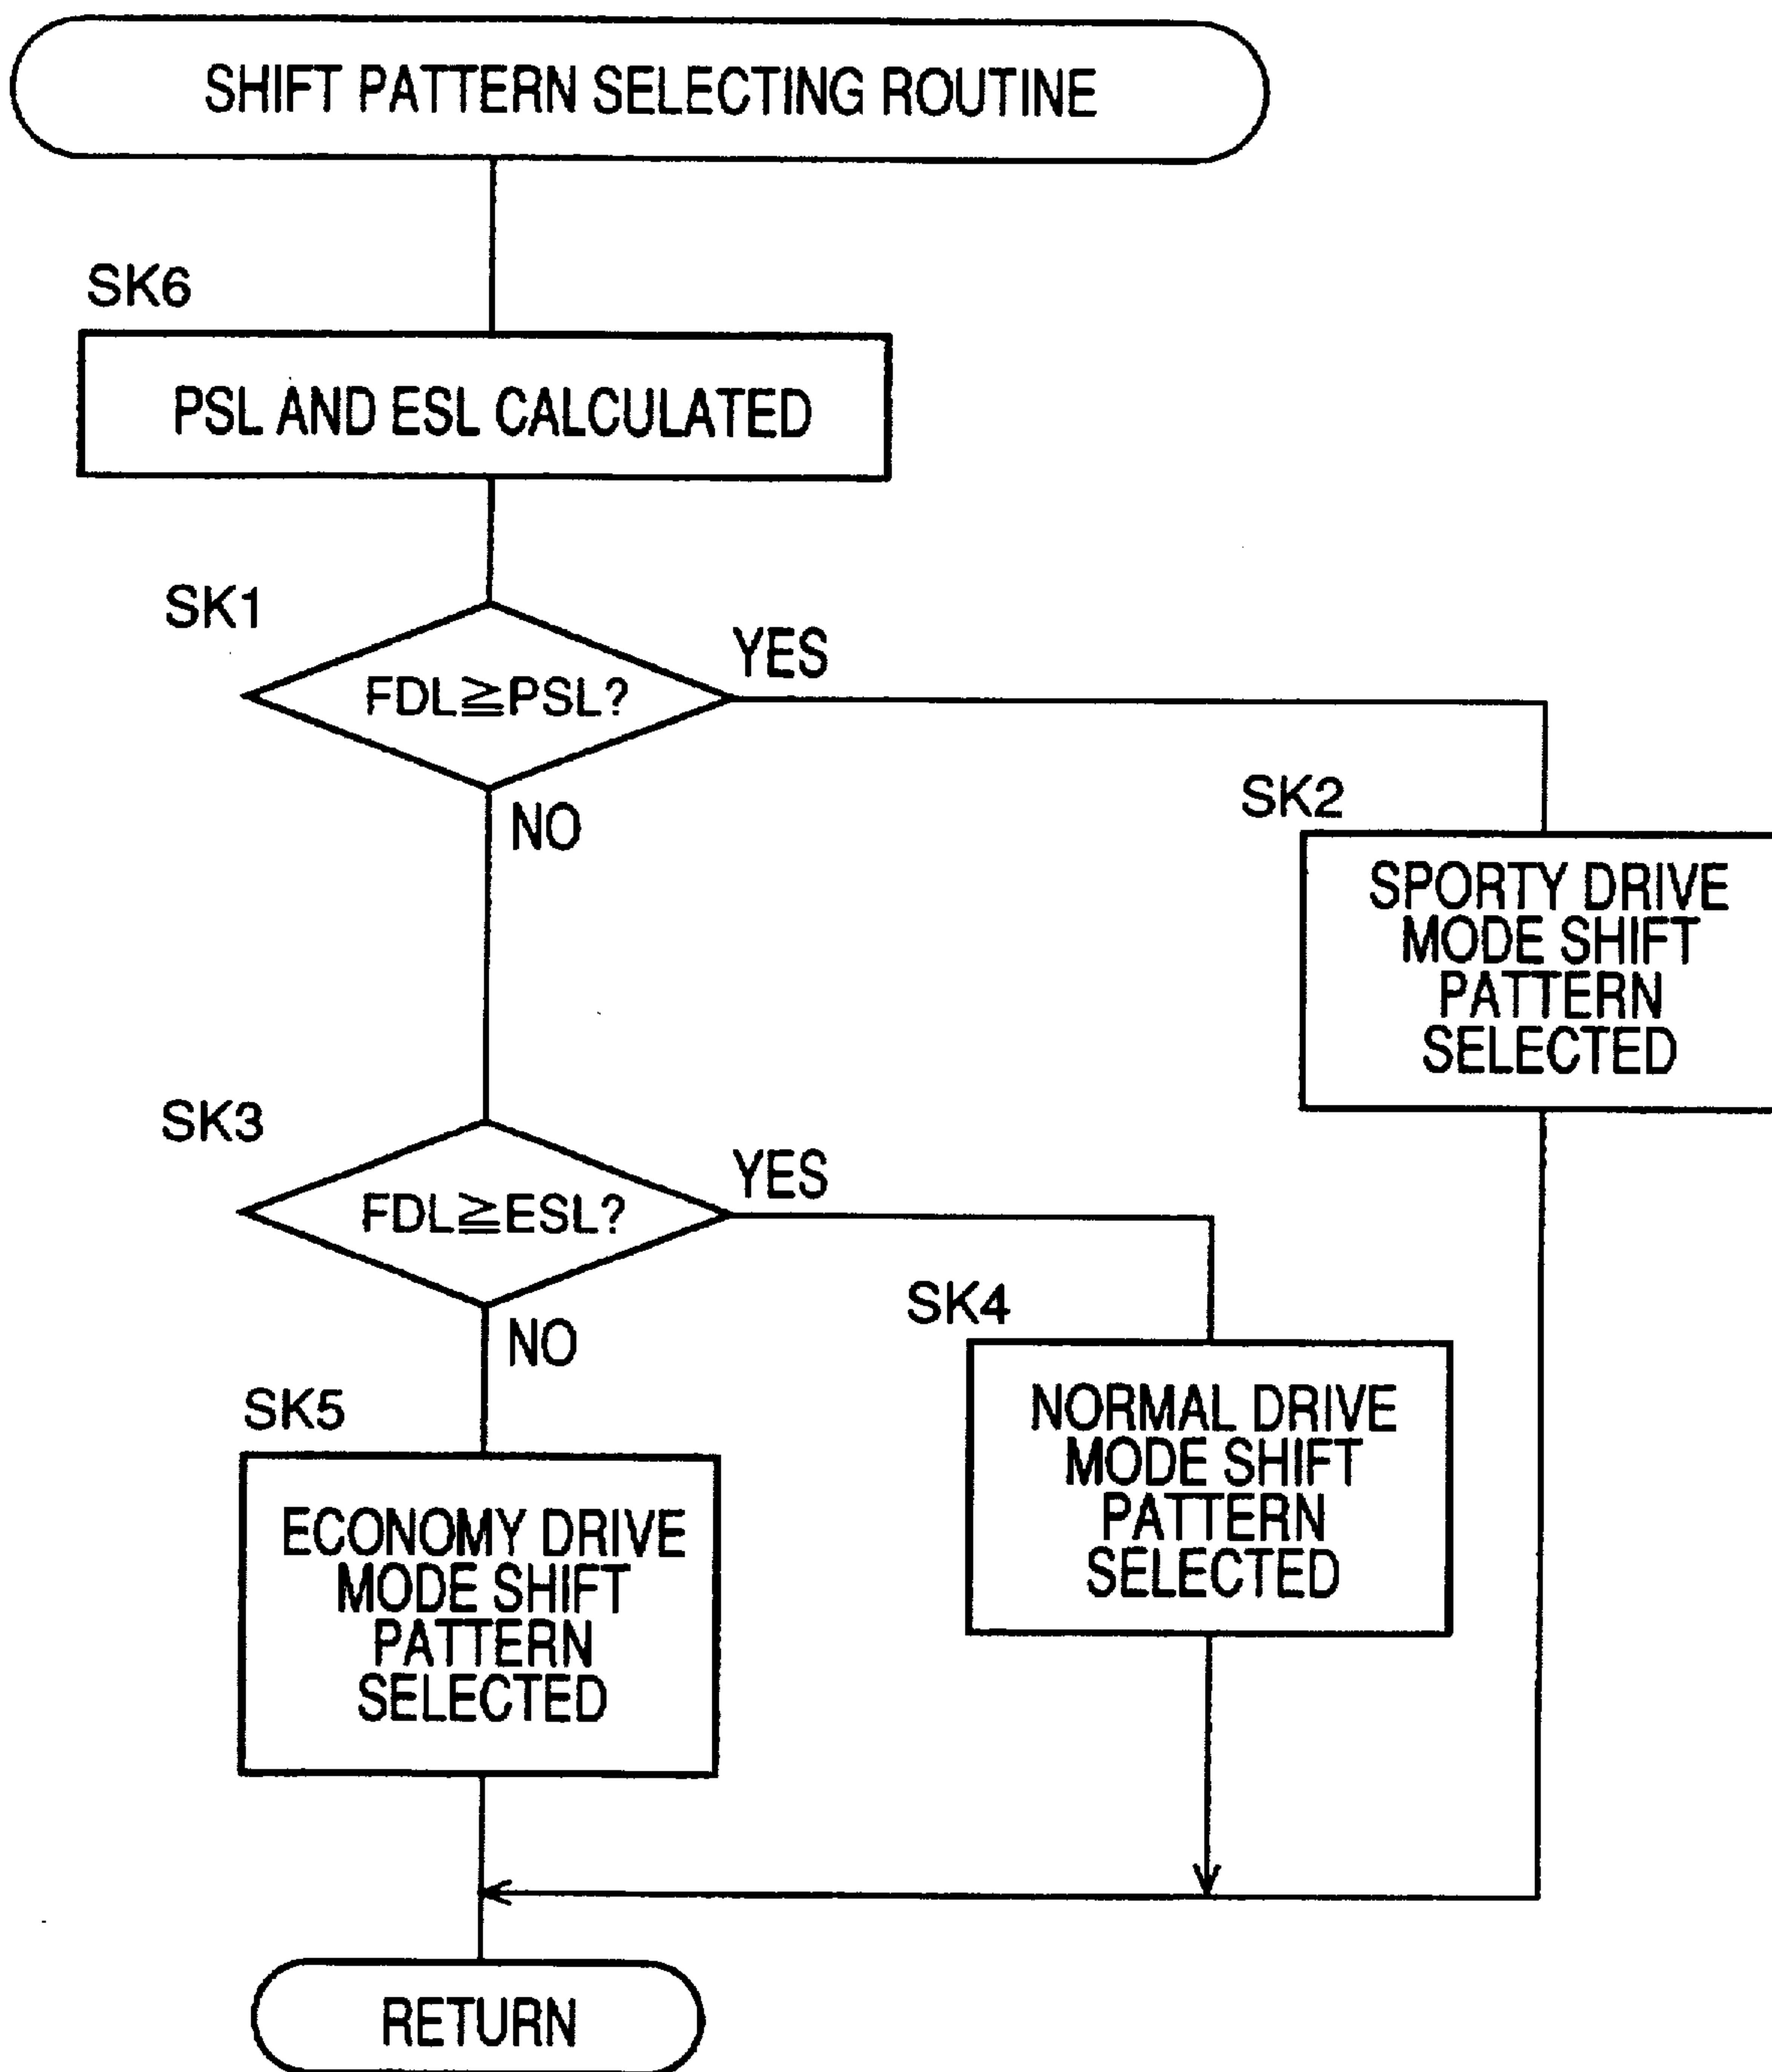 SHIFT PATTERN SELECTING ROUTINE
SK6
PSL AND ESL CALCULATED
SK1
FDL≧PSL?
YES
NO
SK2
SPORTY DRIVE
MODE SHIFT
PATTERN
SELECTED
SK3
FDL≧ESL?
YES
NO
SK4
NORMAL DRIVE
MODE SHIFT
PATTERN
SELECTED
SK5
ECONOMY DRIVE
MODE SHIFT
PATTERN
SELECTED
RETURN